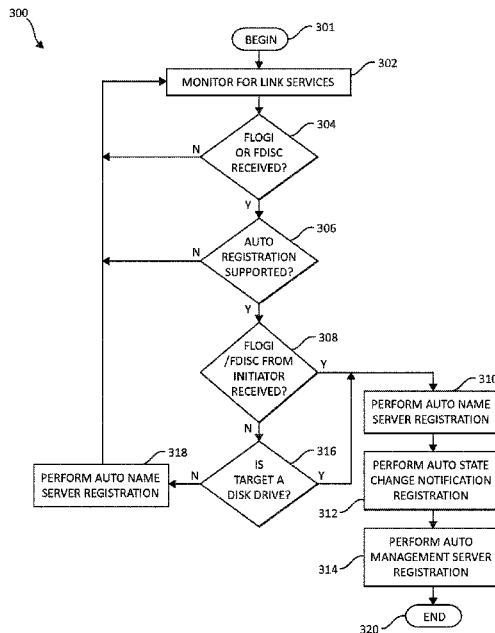 300
BEGIN
301
MONITOR FOR LINK SERVICES
302
FLOGI
OR FDISC
RECEIVED?
304
N
Y
AUTO
REGISTRATION
SUPPORTED?
306
N
Y
FLOGI
/FDISC FROM
INITIATOR
RECEIVED?
308
Y
N
310
PERFORM AUTO NAME
SERVER REGISTRATION
IS
TARGET A
DISK DRIVE?
316
N
Y
318
PERFORM AUTO NAME
SERVER REGISTRATION
PERFORM AUTO STATE
CHANGE NOTIFICATION
REGISTRATION
312
PERFORM AUTO
MANAGEMENT SERVER
REGISTRATION
314
END
320